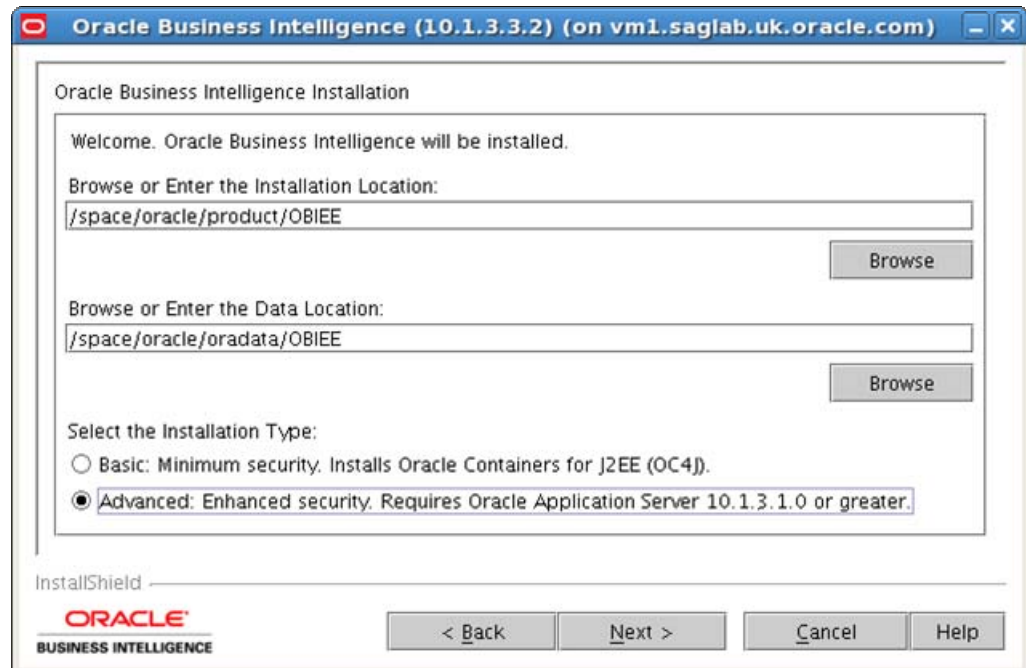 Oracle Business Intelligence (10.1.3.3.2) (on vm1.saglab.uk.oracle.com)
Oracle Business Intelligence Installation
Welcome. Oracle Business Intelligence will be installed.
Browse or Enter the Installation Location:
/space/oracle/product/OBIEE
Browse
Browse or Enter the Data Location:
/space/oracle/oradata/OBIEE
Browse
Select the Installation Type:
Basic: Minimum security. Installs Oracle Containers for J2EE (OC4J).
Advanced: Enhanced security. Requires Oracle Application Server 10.1.3.1.0 or greater.
InstallShield
ORACLE'
BUSINESS INTELLIGENCE
< Back
Next >
Cancel
Help